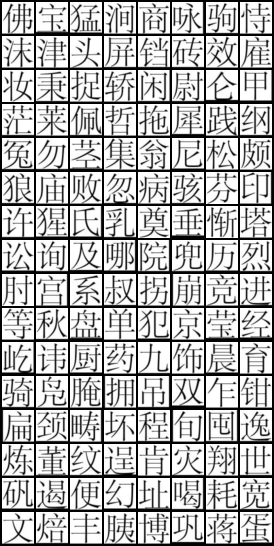 佛宝猛涧商咏驹恃
沫津头屏铛砖效雇
妆秉捉轿闲尉仑甲
茫莱佩哲拖屋践纲
冤勿茎集翁尼松颇
狼庙败忽病骇芬印
许猩氏乳奠垂惭塔
讼询及哪院兜历烈
肘宫系叔拐崩竞进
等秋盘单犯京莹经
屹讳厨药九饰晨育
骑凫腌拥吊双乍钳
扁颈畴坏程旬囤逸
炼董纹逞肯灾翔世
矾遏便幻址喝耗宽
文焙丰胰博巩蒋蛋